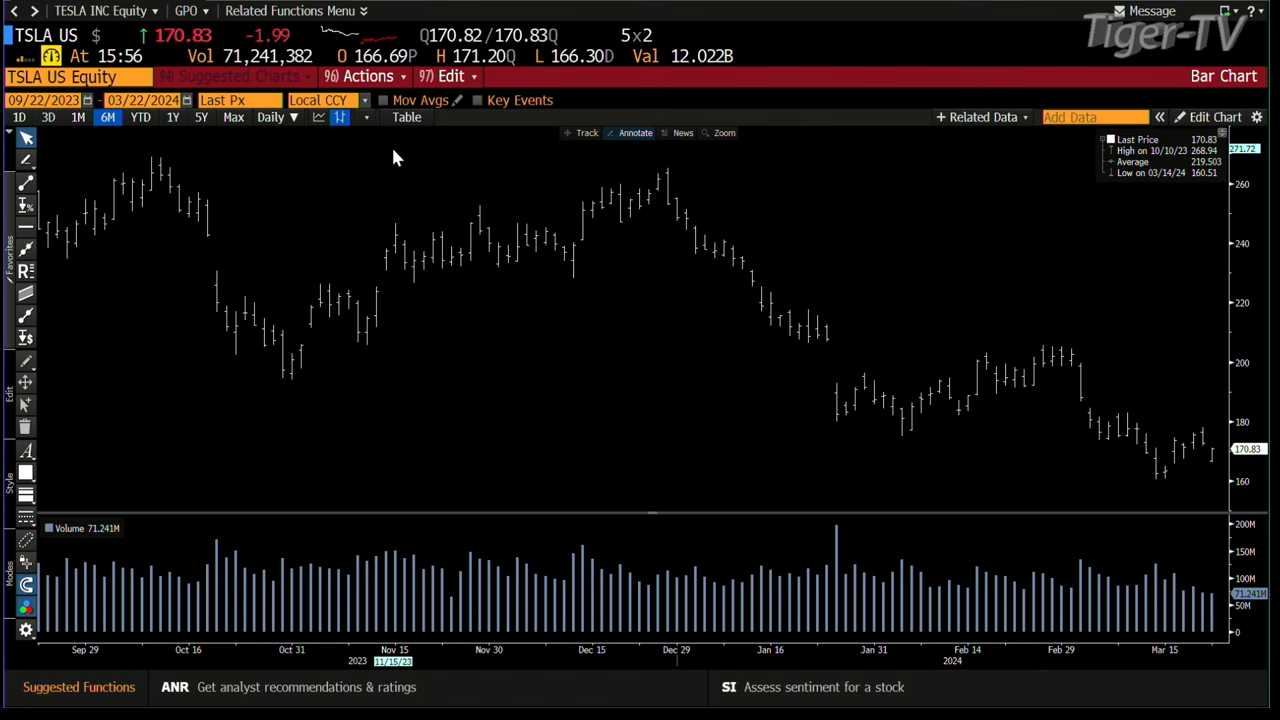 TSLA INC Equity GPO Related Functions Menu Message ?
Tiger-TV
TSLA US $ ↑ 170.83 -1.99 Q170.82/170.83Q 5x2
At 15:56 Vol 71,241,382 O 166.69P H 171.20Q L 166.30D Val 12.022B
TSLA US Equity 94) Suggested Charts 96) Actions 97) Edit Bar Chart
09/22/2023 - 03/22/2024 Last Px Local CCY Mov Avgs Key Events
1D 3D 1M 6M YTD 1Y 5Y Max Daily ▼ Table + Related Data Add Data « Edit Chart
Track Annotate News Zoom
Last Price 170.83
High on 10/10/23 268.94
Average 219.503
Low on 03/14/24 160.51
271.72
260
240
220
200
180
170.83
160
Favorites
Edit
Style
Modes
Volume 71.241M
200M
150M
100M
71.241M
50M
0
Sep 29 Oct 16 Oct 31 Nov 15 Nov 30 Dec 15 Dec 29 Jan 16 Jan 31 Feb 14 Feb 29 Mar 15
2023 11/15/23 2024
Suggested Functions ANR Get analyst recommendations & ratings SI Assess sentiment for a stock